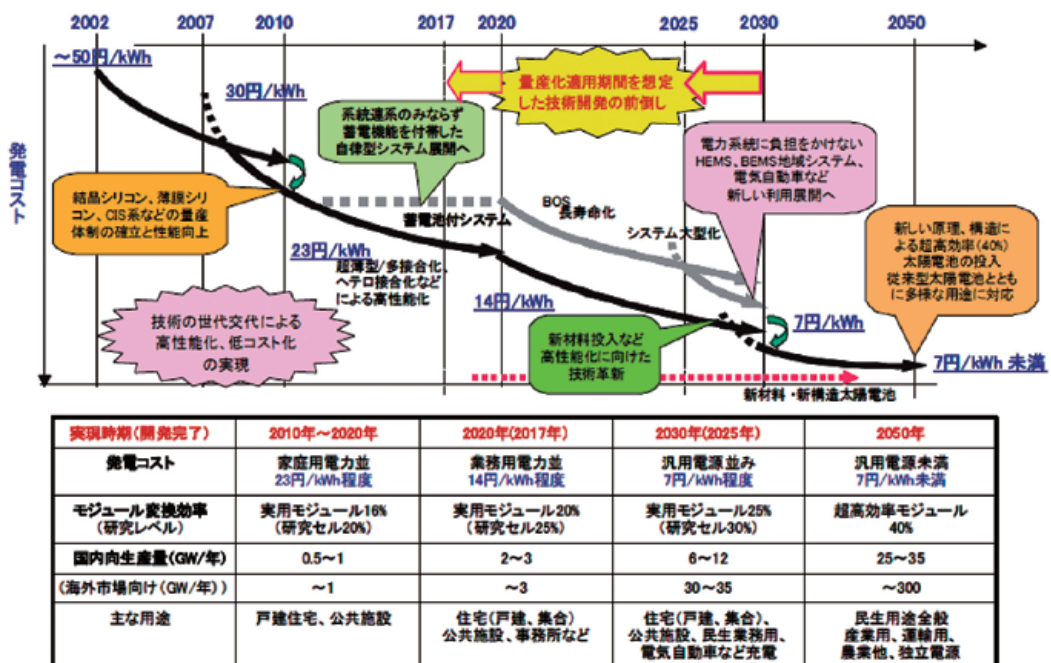 2002 2007 2010 2017 2020 2025 2030 2050
~50円/kWh
30円/kWh
量産化適用期間を想定
した技術開発の前倒し
系統連系のみならず
蓄電機能を付帯した
自律型システム展開へ
電力系統に負担をかけない
HEMS、BEMS地域システム、
電気自動車など
新しい利用展開へ
発電コスト
結晶シリコン、薄膜シリ
コン、CIS系などの量産
体制の確立と性能向上
BOS
長寿命化
蓄電池付システム
システム大型化
新しい原理、構造に
よる超高効率(40%)
太陽電池の投入
従来型太陽電池ととも
に多様な用途に対応
23円/kWh
超薄型/多接合化、
ヘテロ接合化など
による高性能化
14円/kWh
7円/kWh
技術の世代交代による
高性能化、低コスト化
の実現
新材料投入など
高性能化に向けた
技術革新
7円/kWh 未満
新材料・新構造太陽電池
実現時期(開発完了) 2010年~2020年 2020年(2017年) 2030年(2025年) 2050年
発電コスト 家庭用電力並 業務用電力並 汎用電源並み 汎用電源未満
23円/kWh程度 14円/kWh程度 7円/kWh程度 7円/kWh未満
モジュール変換効率 実用モジュール16% 実用モジュール20% 実用モジュール25% 超高効率モジュール
(研究レベル) (研究セル20%) (研究セル25%) (研究セル30%) 40%
国内向生産量(GW/年) 0.5~1 2~3 6~12 25~35
(海外市場向け(GW/年)) ~1 ~3 30~35 ~300
主な用途 戸建住宅、公共施設 住宅(戸建、集合) 住宅(戸建、集合)、 民生用途全般
公共施設、事務所など 公共施設、民生業務用、 産業用、運輸用、
電気自動車など充電 農業他、独立電源